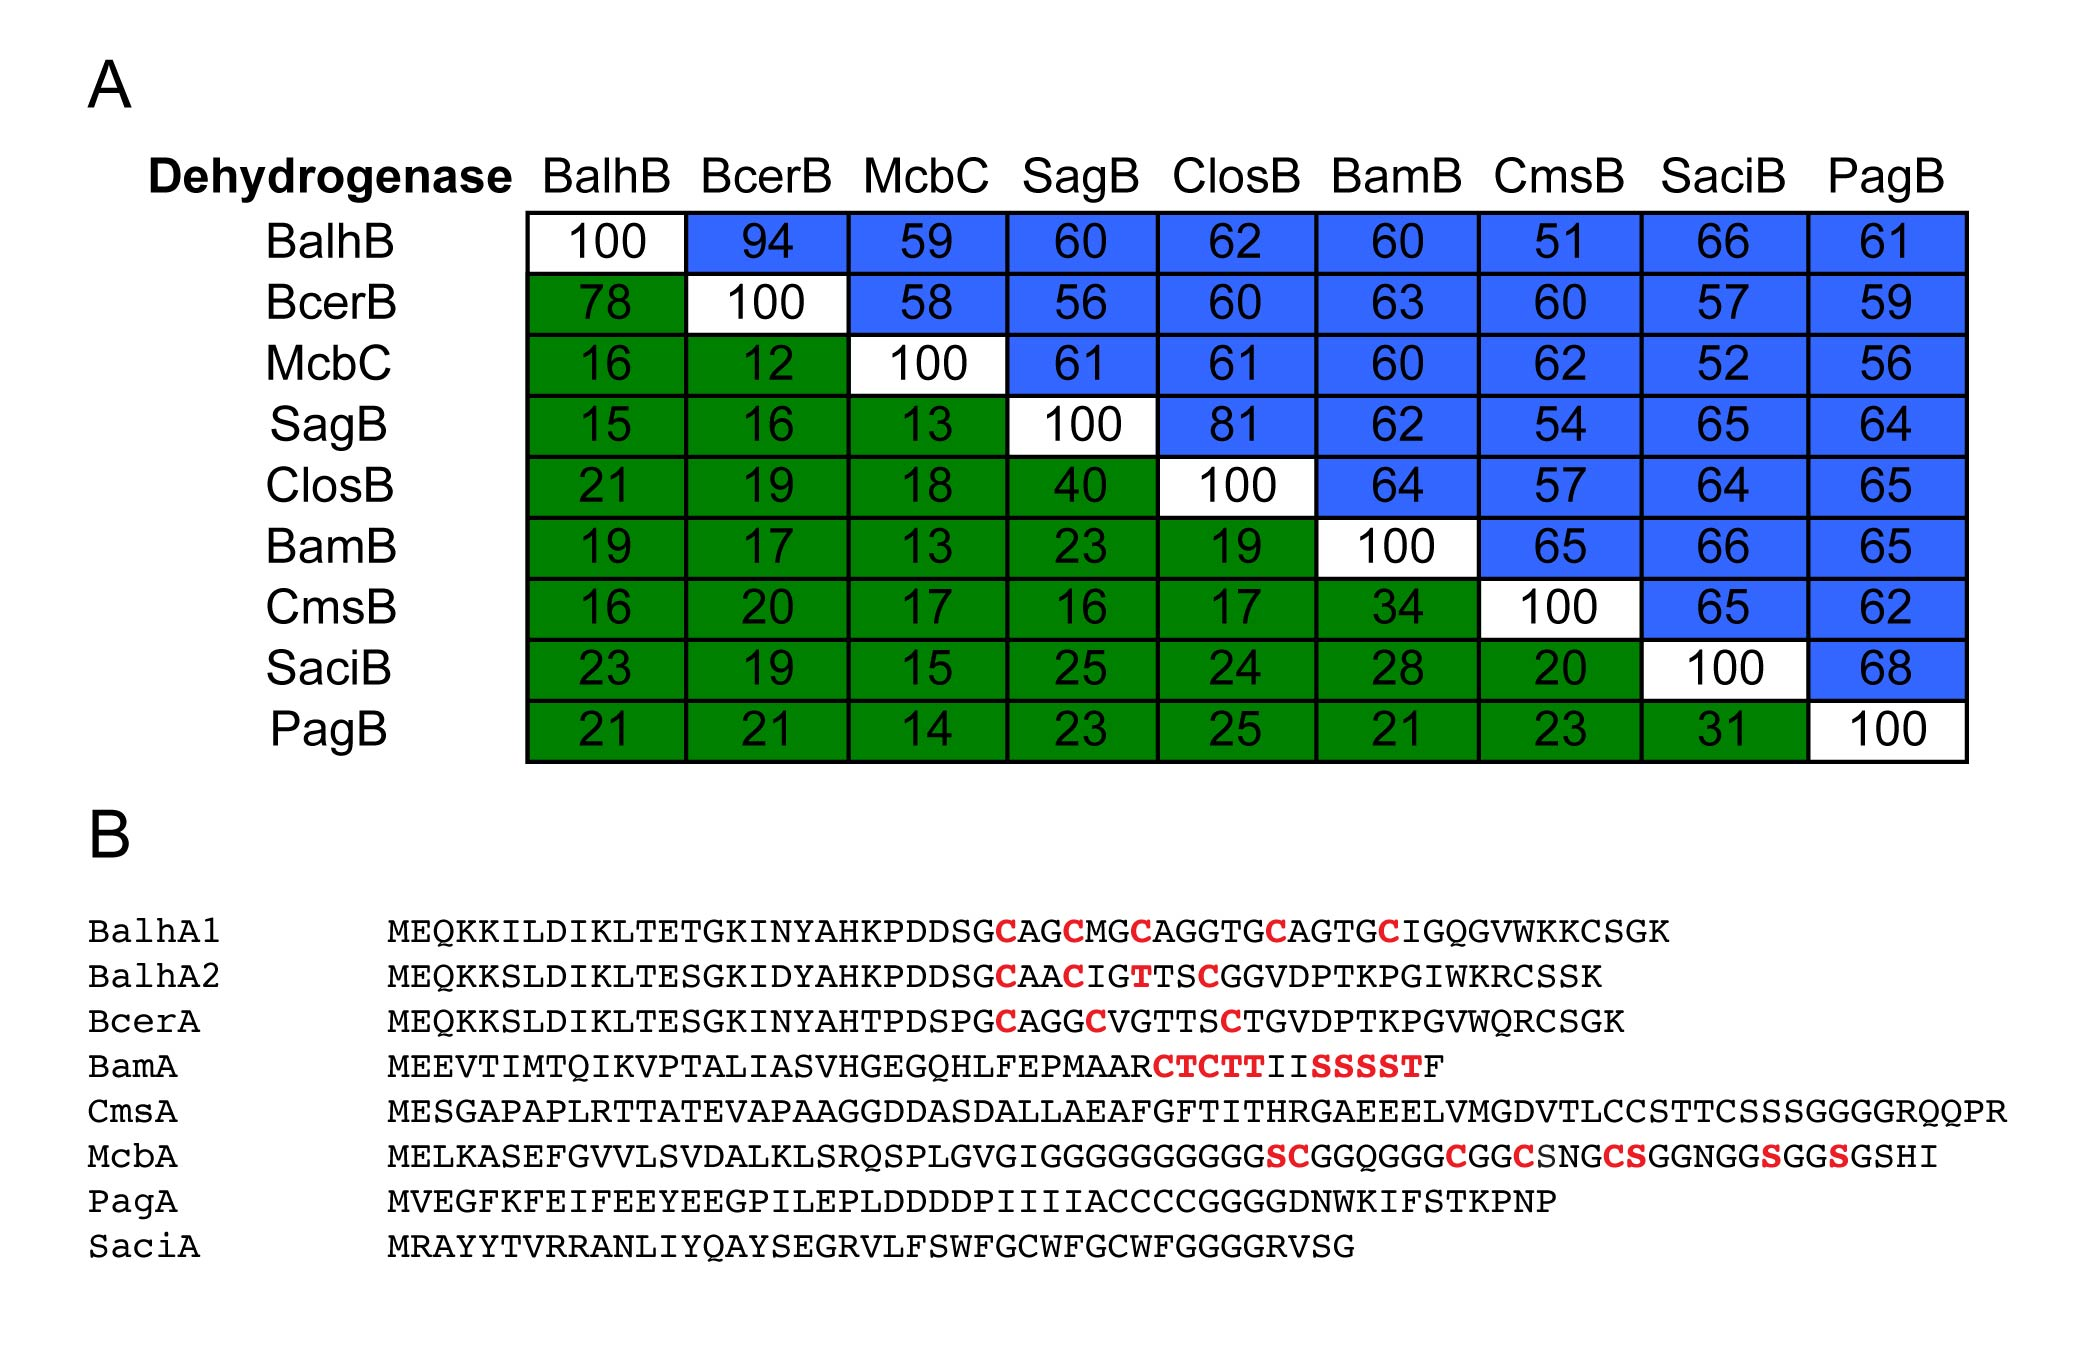 A
Dehydrogenase BalhB BcerB McbC SagB ClosB BamB CmsB SaciB PagB
BalhB 100 94 59 60 62 60 51 66 61
BcerB 78 100 58 56 60 63 60 57 59
McbC 16 12 100 61 61 60 62 52 56
SagB 15 16 13 100 81 62 54 65 64
ClosB 21 19 18 40 100 64 57 64 65
BamB 19 17 13 23 19 100 65 66 65
CmsB 16 20 17 16 17 34 100 65 62
SaciB 23 19 15 25 24 28 20 100 68
PagB 21 21 14 23 25 21 23 31 100
B
BalhA1 MEQKKILDIKLTETGKINYAHKPDDSGCAGCMGCAGGTGCAGTGCIGQGVWKKCSGK
BalhA2 MEQKKSLDIKLTESGKIDYAHKPDDSGCAACIGTTSCGGVDPTKPGIWKRCSSK
BcerA MEQKKSLDIKLTESGKINYAHTPDSPGCAGGCVGTTSCTGVDPTKPGVWQRCSGK
BamA MEEVTIMTQIKVPTALIASVHGEGQHLFEPMAARCTCTTIISSSSTF
CmsA MESGAPAPLRTTATEVAPAAGGDDASDALLAEAFGFTITHRGAEEELVMGDVTLCCSTTCSSSGGGGRQQPR
McbA MELKASEFGVVLSVDALKLSRQSPLGVGIGGGGGGGGGGSCGGQGGGCGGCSNGCSGGNGGSGGSGSHI
PagA MVEGFKFEIFEEYEEGPILEPLDDDDPIIIIACCCCGGGGDNWKIFSTKPNP
SaciA MRAYYTVRRANLIYQAYSEGRVLFSWFGCWFGCWFGGGGRVSG